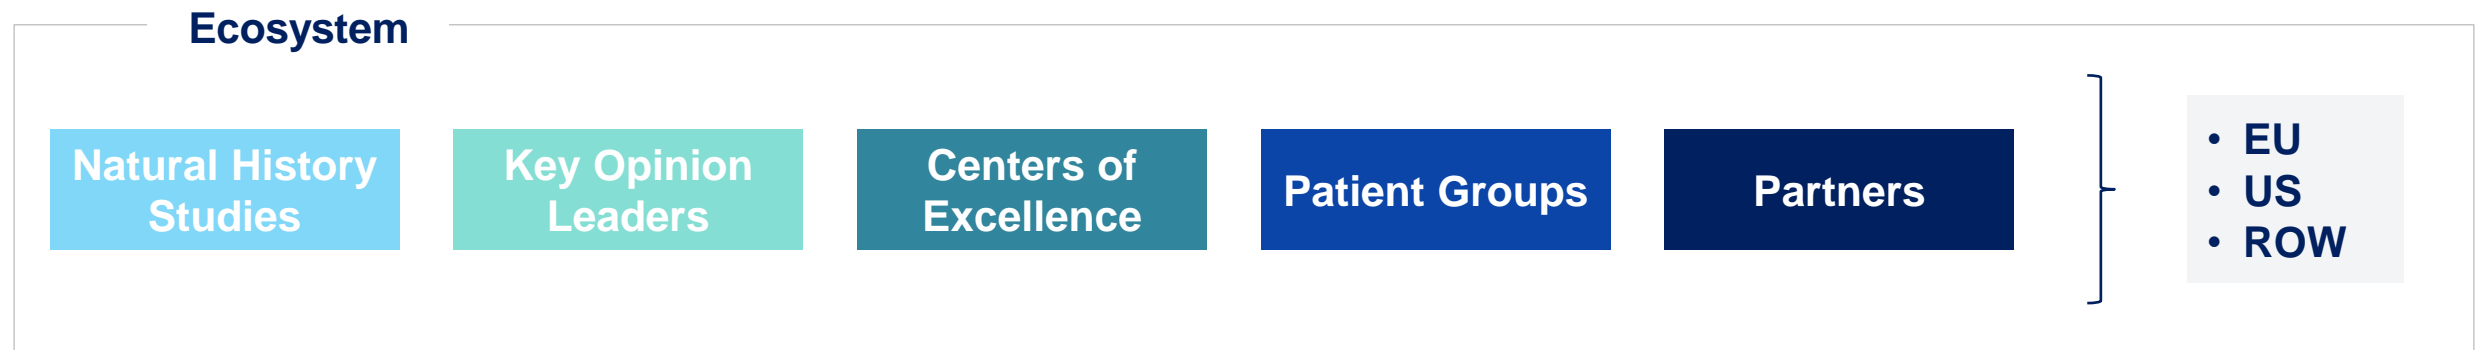 Ecosystem
Natural History
Studies
Key Opinion
Leaders
Centers of
Excellence
Patient Groups
Partners
• EU
• US
• ROW